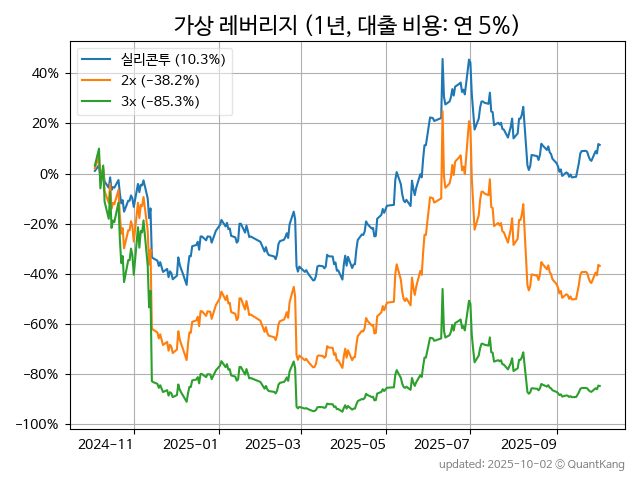 가상 레버리지 (1년, 대출 비용: 연 5%)
실리콘투 (10.3%)
2x (−38.2%)
3x (−85.3%)
40%
20%
0%
−20%
−40%
−60%
−80%
−100%
2024-11 2025-01 2025-03 2025-05 2025-07 2025-09
updated: 2025-10-02 © QuantKang